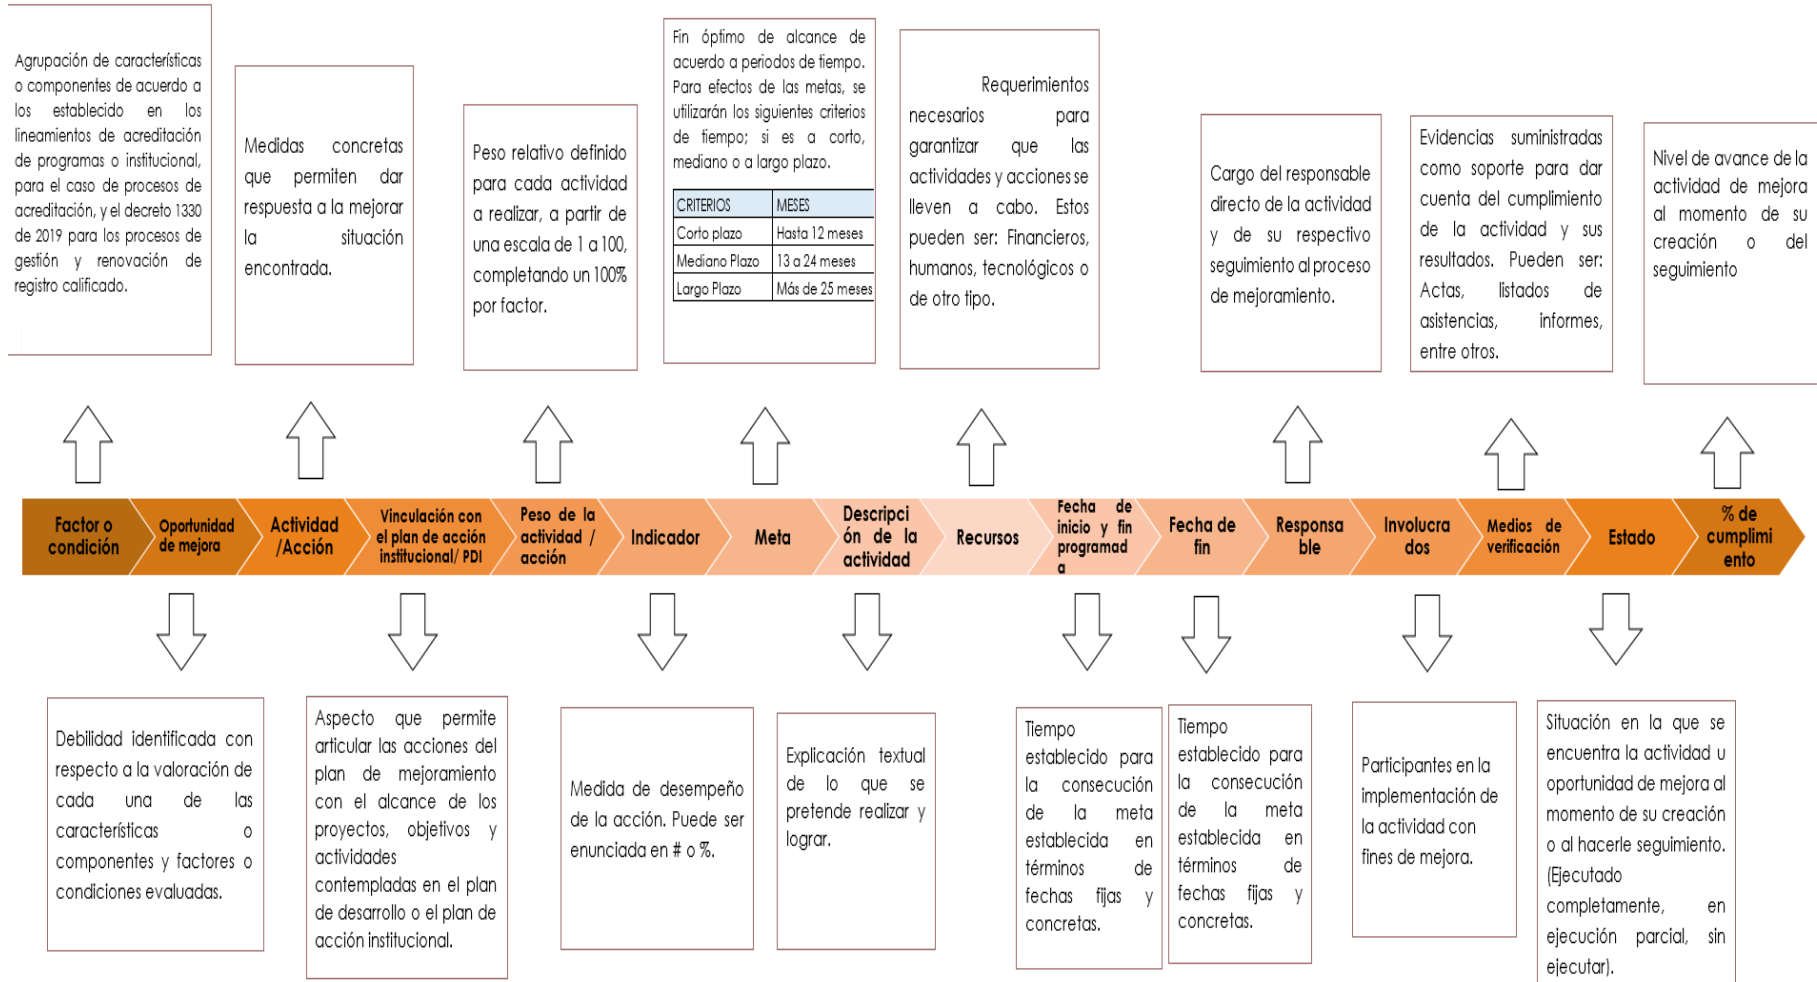 Agrupación de características
o componentes de acuerdo a
los establecido en los
lineamientos de acreditación
de programas o institucional,
para el caso de procesos de
acreditación, y el decreto 1330
de 2019 para los procesos de
gestión y renovación de
registro calificado.
Medidas concretas
que permiten dar
respuesta a la mejorar
la situación
encontrada.
Peso relativo definido
para cada actividad
a realizar, a partir de
una escala de 1 a 100,
completando un 100%
por factor.
Fin óptimo de alcance de
acuerdo a periodos de tiempo.
Para efectos de las metas, se
utilizarán los siguientes criterios
de tiempo; si es a corto,
mediano o a largo plazo.
CRITERIOS MESES
Corto plazo Hasta 12 meses
Mediano Plazo 13 a 24 meses
Largo Plazo Más de 25 meses
Requerimientos
necesarios para
garantizar que las
actividades y acciones se
lleven a cabo. Estos
pueden ser: Financieros,
humanos, tecnológicos o
de otro tipo.
Cargo del responsable
directo de la actividad
y de su respectivo
seguimiento al proceso
de mejoramiento.
Evidencias suministradas
como soporte para dar
cuenta del cumplimiento
de la actividad y sus
resultados. Pueden ser:
Actas, listados de
asistencias, informes,
entre otros.
Nivel de avance de la
actividad de mejora
al momento de su
creación o del
seguimiento
Factor o
condición
Oportunidad
de mejora
Actividad
/Acción
Vinculación con
el plan de acción
institucional/ PDI
Peso de la
actividad /
acción
Indicador
Meta
Descripci
ón de la
actividad
Recursos
Fecha de
inicio y fin
programad
a
Fecha de
fin
Responsa
ble
Involucra
dos
Medios de
verificación
Estado
% de
cumplimi
ento
Debilidad identificada con
respecto a la valoración de
cada una de las
características o
componentes y factores o
condiciones evaluadas.
Aspecto que permite
articular las acciones del
plan de mejoramiento
con el alcance de los
proyectos, objetivos y
actividades
contempladas en el plan
de desarrollo o el plan de
acción institucional.
Medida de desempeño
de la acción. Puede ser
enunciada en # o %.
Explicación textual
de lo que se
pretende realizar y
lograr.
Tiempo
establecido para
la consecución
de la meta
establecida en
términos de
fechas fijas y
concretas.
Tiempo
establecido para
la consecución
de la meta
establecida en
términos de
fechas fijas y
concretas.
Participantes en la
implementación de
la actividad con
fines de mejora.
Situación en la que se
encuentra la actividad u
oportunidad de mejora al
momento de su creación
o al hacerle seguimiento.
(Ejecutado
completamente, en
ejecución parcial, sin
ejecutar).